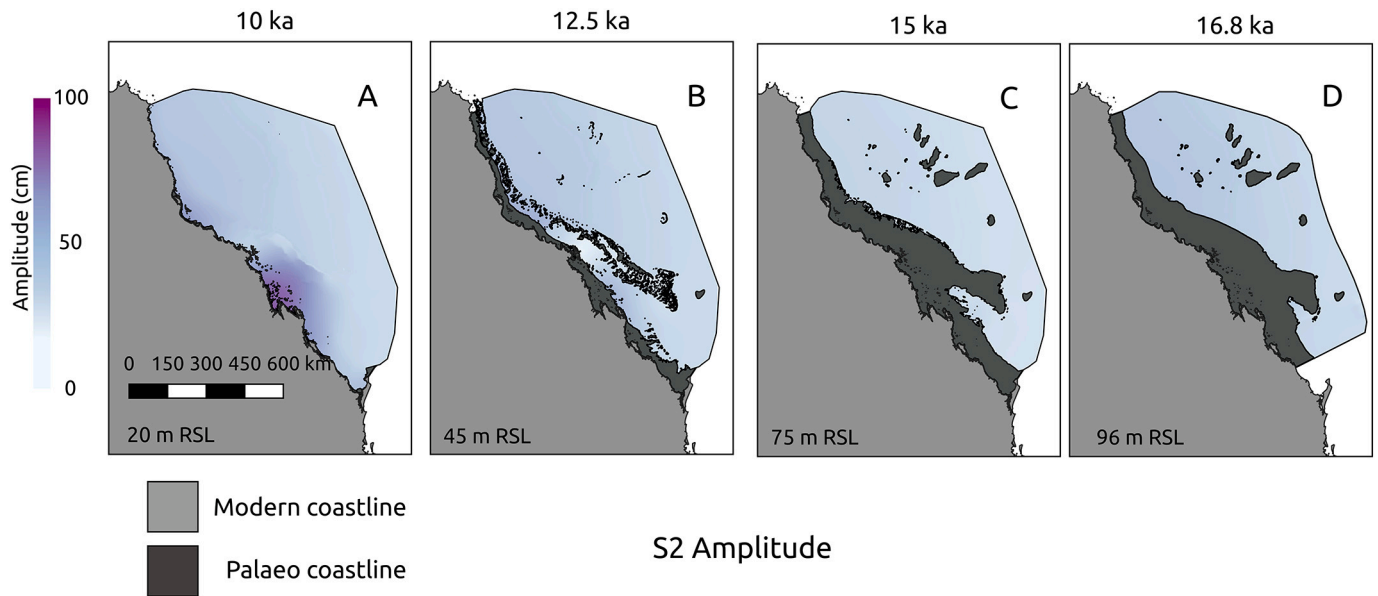 10 ka
12.5 ka
15 ka
16.8 ka
A
B
C
D
100
50
0
Amplitude (cm)
0 150 300 450 600 km
20 m RSL
45 m RSL
75 m RSL
96 m RSL
Modern coastline
Palaeo coastline
S2 Amplitude